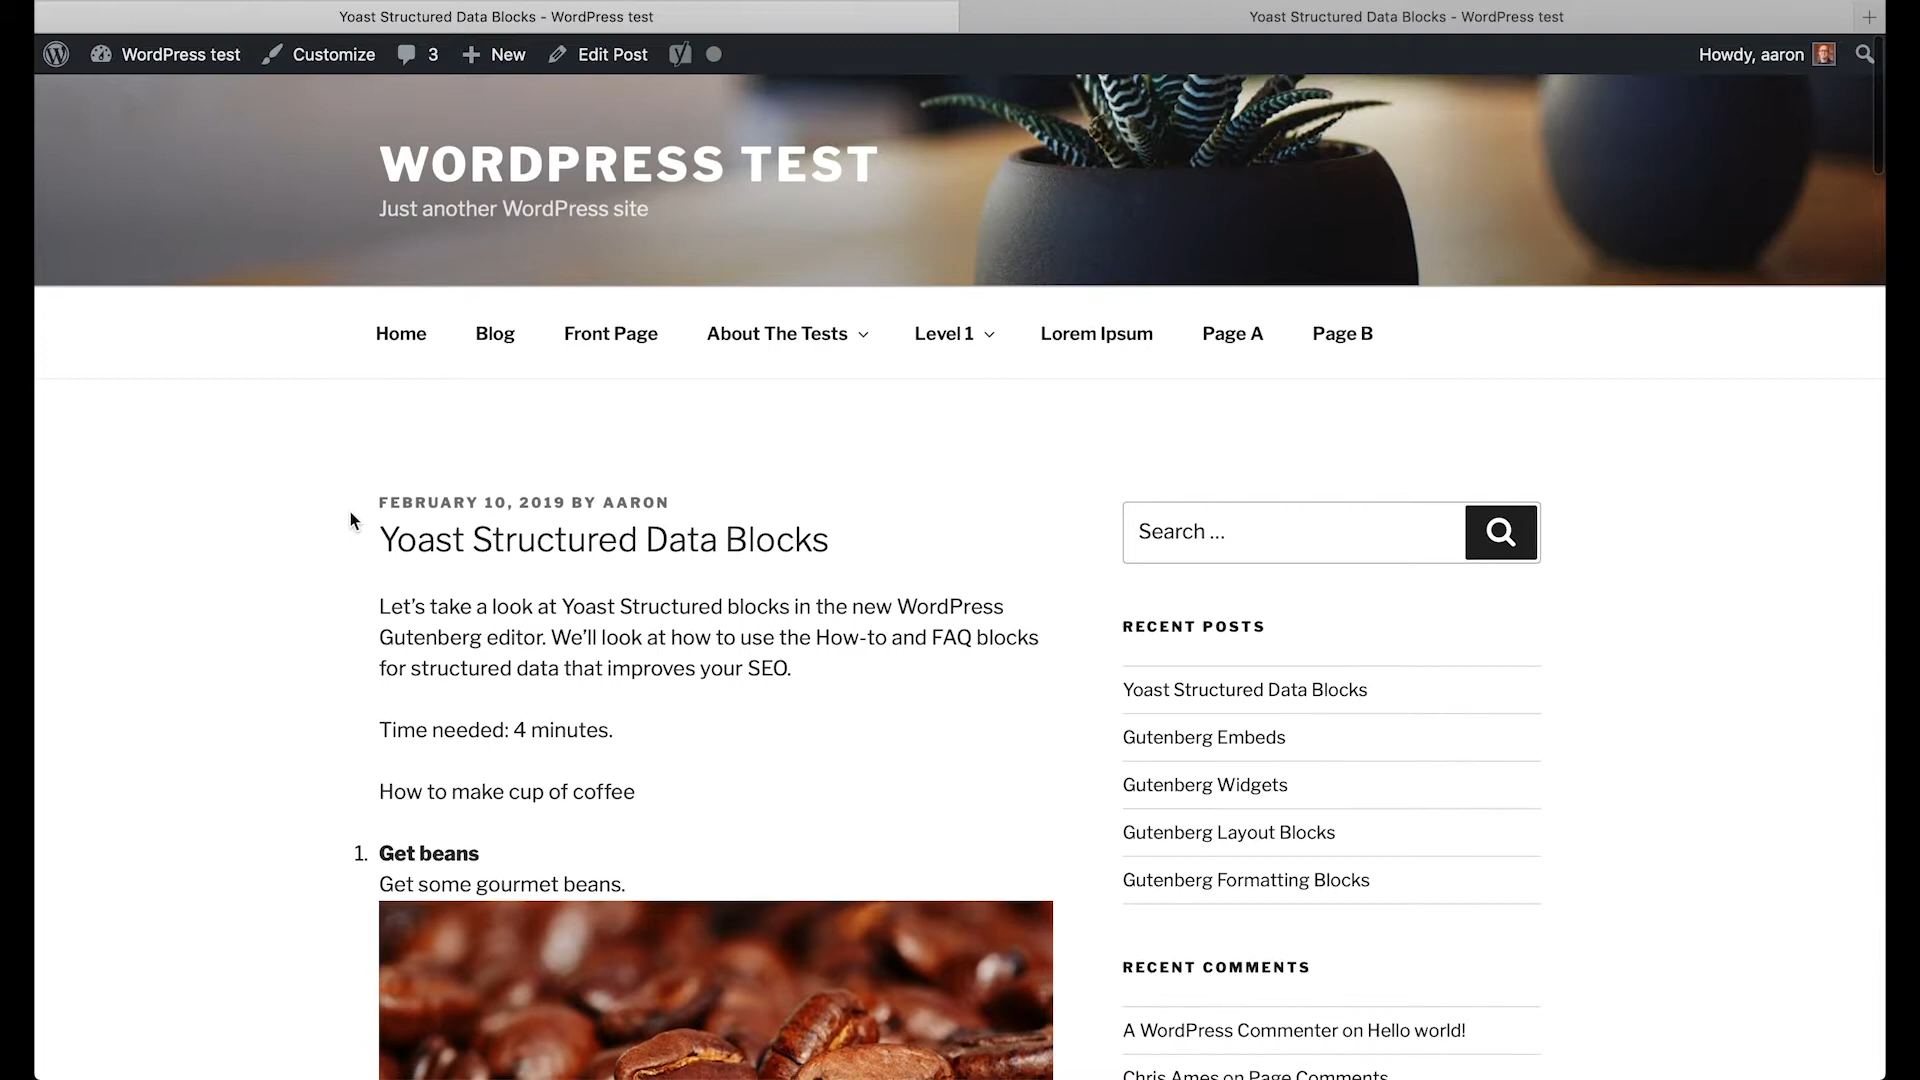 Yoast Structured Data Blocks - WordPress test
Yoast Structured Data Blocks - WordPress test
WordPress test
Customize
3
New
Edit Post
Howdy, aaron
WORDPRESS TEST
Just another WordPress site
Home
Blog
Front Page
About The Tests
Level 1
Lorem Ipsum
Page A
Page B
FEBRUARY 10, 2019 BY AARON
Yoast Structured Data Blocks
Let’s take a look at Yoast Structured blocks in the new WordPress
Gutenberg editor. We’ll look at how to use the How-to and FAQ blocks
for structured data that improves your SEO.
Time needed: 4 minutes.
How to make cup of coffee
1. Get beans
Get some gourmet beans.
Search …
RECENT POSTS
Yoast Structured Data Blocks
Gutenberg Embeds
Gutenberg Widgets
Gutenberg Layout Blocks
Gutenberg Formatting Blocks
RECENT COMMENTS
A WordPress Commenter on Hello world!
Chris Ames on Page Comments